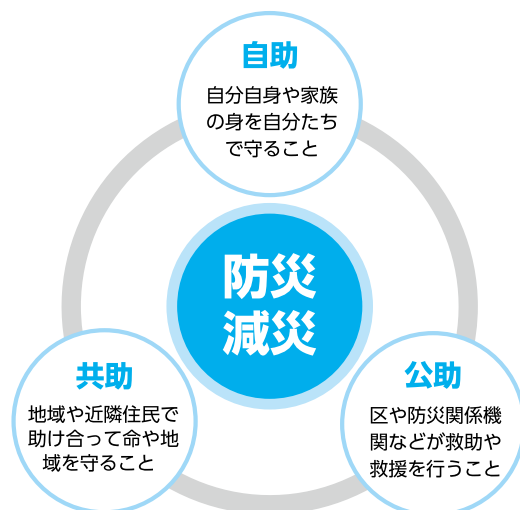 自助
自分自身や家族
の身を自分たち
で守ること
防災
減災
共助
地域や近隣住民で
助け合って命や地
域を守ること
公助
区や防災関係機
関などが救助や
救援を行うこと